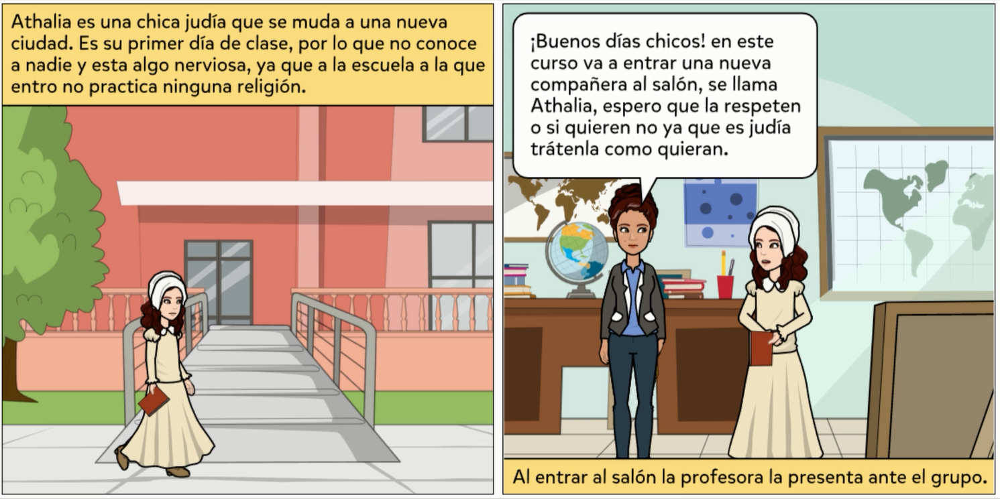 Athalia es una chica judía que se muda a una nueva
ciudad. Es su primer día de clase, por lo que no conoce
a nadie y esta algo nerviosa, ya que a la escuela a la que
entro no practica ninguna religión.
¡Buenos días chicos! en este
curso va a entrar una nueva
compañera al salón, se llama
Athalia, espero que la respeten
o si quieren no ya que es judía
trátenla como quieran.
Al entrar al salón la profesora la presenta ante el grupo.